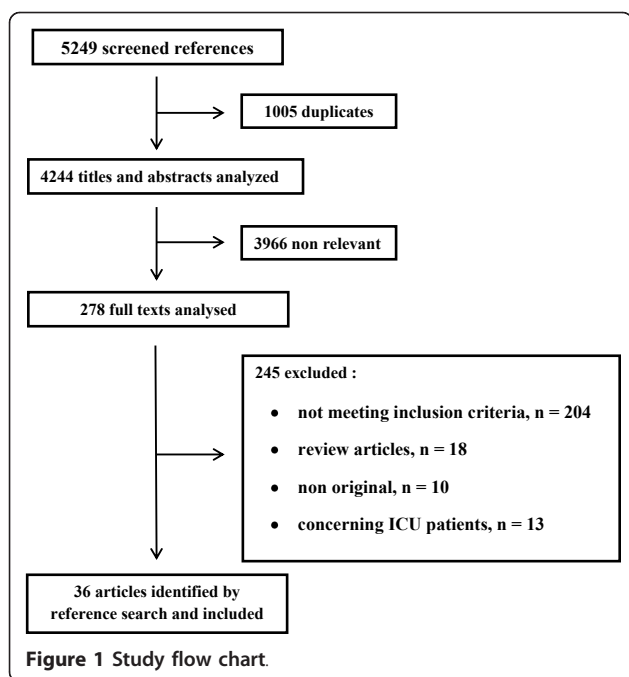 5249 screened references
1005 duplicates
4244 titles and abstracts analyzed
3966 non relevant
278 full texts analysed
245 excluded :
• not meeting inclusion criteria, n = 204
• review articles, n = 18
• non original, n = 10
• concerning ICU patients, n = 13
36 articles identified by
reference search and included
Figure 1 Study flow chart.